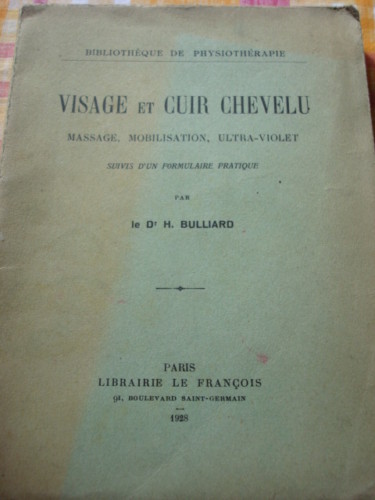 BIBLIOTHÈQUE DE PHYSIOTHÉRAPIE
VISAGE ET CUIR CHEVELU
MASSAGE, MOBILISATION, ULTRA-VIOLET
SUIVIS D'UN FORMULAIRE PRATIQUE
PAR
le Dr H. BULLIARD
PARIS
LIBRAIRIE LE FRANÇOIS
91, BOULEVARD SAINT-GERMAIN
1928